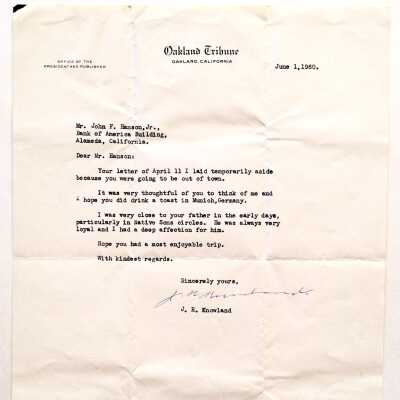 Oakland Tribune
OAKLAND, CALIFORNIA
OFFICE OF THE
PRESIDENT AND PUBLISHER
June 1,1960.
Mr. John F. Hanson,Jr.,
Bank of America Building,
Alameda, California.
Dear Mr. Hanson:
Your letter of April 11 I laid temporarily aside
because you were going to be out of town.
It was very thoughtful of you to think of me and
I hope you did drink a toast in Munich,Germany.
I was very close to your father in the early days,
particularly in Native Sons circles. He was always very
loyal and I had a deep affection for him.
Hope you had a most enjoyable trip.
With kindest regards.
Sincerely yours,
J. R. Knowland
J. R. Knowland